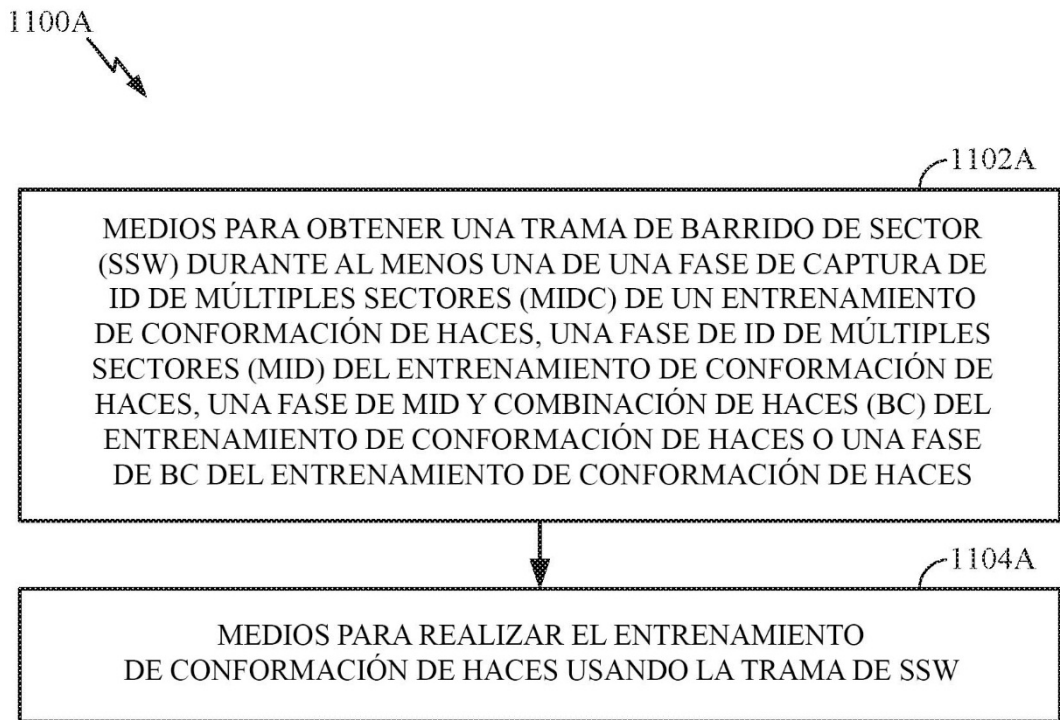 1100A
1102A
MEDIOS PARA OBTENER UNA TRAMA DE BARRIDO DE SECTOR
(SSW) DURANTE AL MENOS UNA DE UNA FASE DE CAPTURA DE
ID DE MÚLTIPLES SECTORES (MIDC) DE UN ENTRENAMIENTO
DE CONFORMACIÓN DE HACES, UNA FASE DE ID DE MÚLTIPLES
SECTORES (MID) DEL ENTRENAMIENTO DE CONFORMACIÓN DE
HACES, UNA FASE DE MID Y COMBINACIÓN DE HACES (BC) DEL
ENTRENAMIENTO DE CONFORMACIÓN DE HACES O UNA FASE
DE BC DEL ENTRENAMIENTO DE CONFORMACIÓN DE HACES
1104A
MEDIOS PARA REALIZAR EL ENTRENAMIENTO
DE CONFORMACIÓN DE HACES USANDO LA TRAMA DE SSW